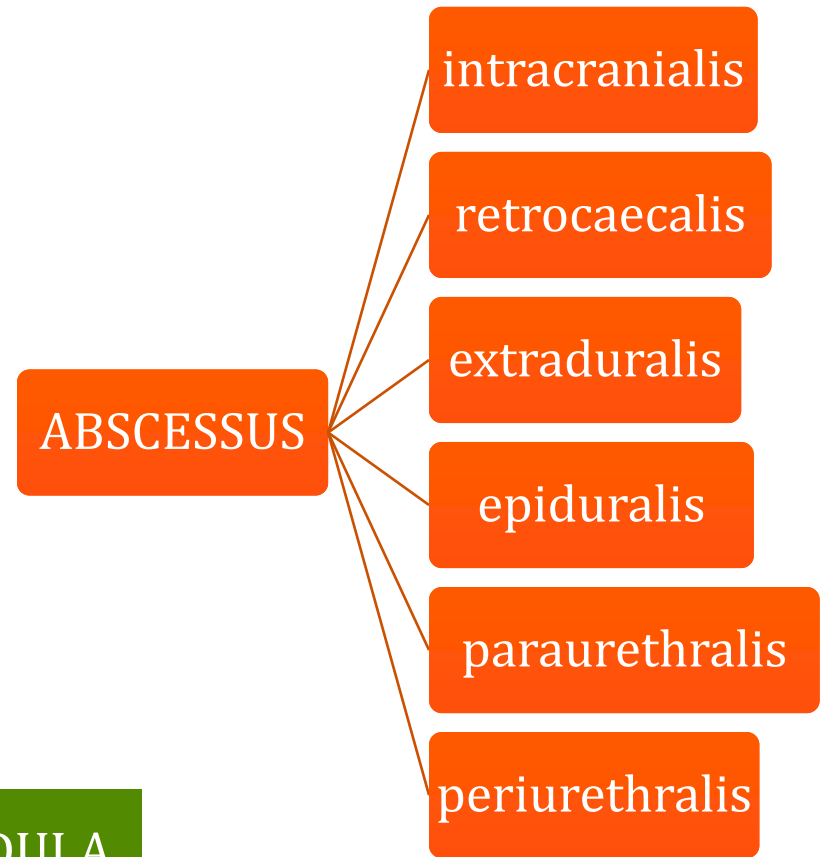 intracranialis
retrocaecalis
extraduralis
ABSCESSUS
epiduralis
paraurethralis
periurethralis